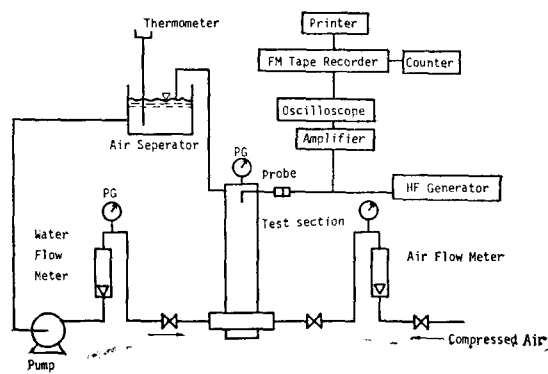 Thermometer
Printer
FM Tape Recorder
Counter
Oscilloscope
Amplifier
Air Seperator
PG
Probe
HF Generator
PG
Test section
Water
Flow
Meter
Air Flow Meter
Compressed Air
Pump